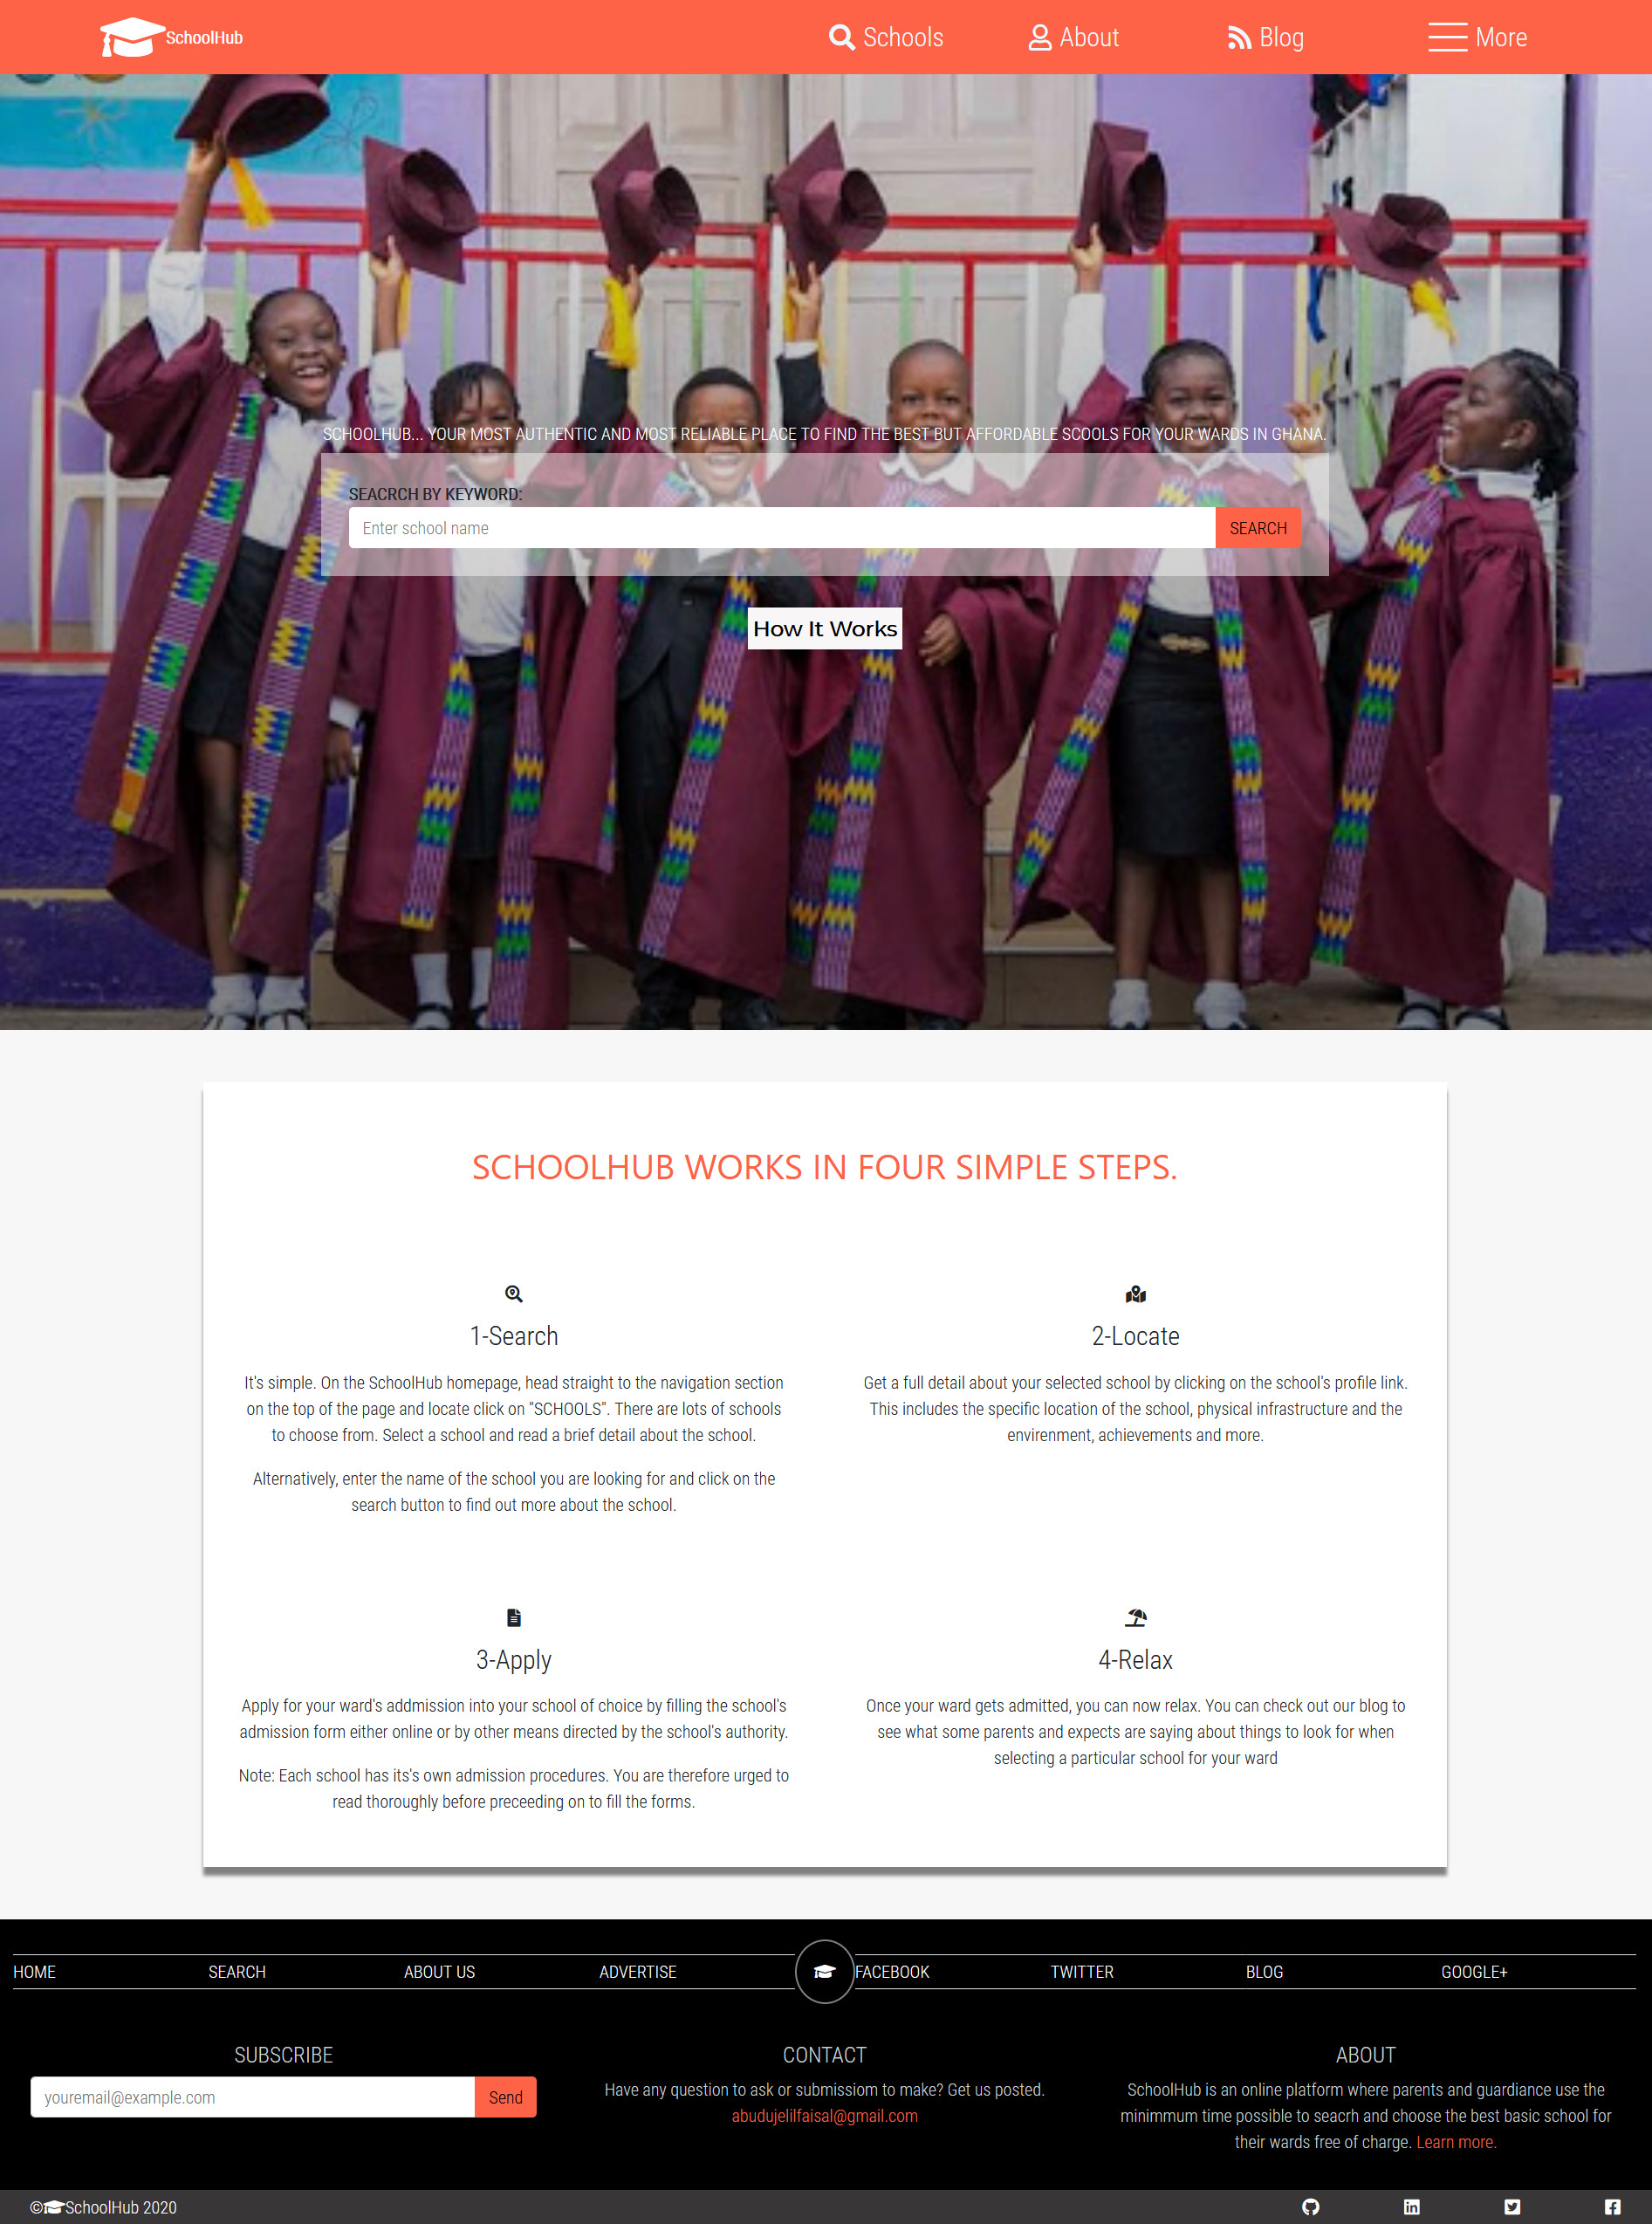 SchoolHub
Schools
About
Blog
More
SCHOOLHUB... YOUR MOST AUTHENTIC AND MOST RELIABLE PLACE TO FIND THE BEST BUT AFFORDABLE SCOOLS FOR YOUR WARDS IN GHANA.
SEACRCH BY KEYWORD:
Enter school name
SEARCH
How It Works
SCHOOLHUB WORKS IN FOUR SIMPLE STEPS.
1-Search
It's simple. On the SchoolHub homepage, head straight to the navigation section
on the top of the page and locate click on "SCHOOLS". There are lots of schools
to choose from. Select a school and read a brief detail about the school.
Alternatively, enter the name of the school you are looking for and click on the
search button to find out more about the school.
2-Locate
Get a full detail about your selected school by clicking on the school's profile link.
This includes the specific location of the school, physical infrastructure and the
envirenment, achievements and more.
3-Apply
Apply for your ward's addmission into your school of choice by filling the school's
admission form either online or by other means directed by the school's authority.
Note: Each school has its's own admission procedures. You are therefore urged to
read thoroughly before preceeding on to fill the forms.
4-Relax
Once your ward gets admitted, you can now relax. You can check out our blog to
see what some parents and expects are saying about things to look for when
selecting a particular school for your ward
HOME
SEARCH
ABOUT US
ADVERTISE
FACEBOOK
TWITTER
BLOG
GOOGLE+
SUBSCRIBE
youremail@example.com
Send
CONTACT
Have any question to ask or submissiom to make? Get us posted.
abudujelilfaisal@gmail.com
ABOUT
SchoolHub is an online platform where parents and guardiance use the
minimmum time possible to seacrh and choose the best basic school for
their wards free of charge. Learn more.
©SchoolHub 2020